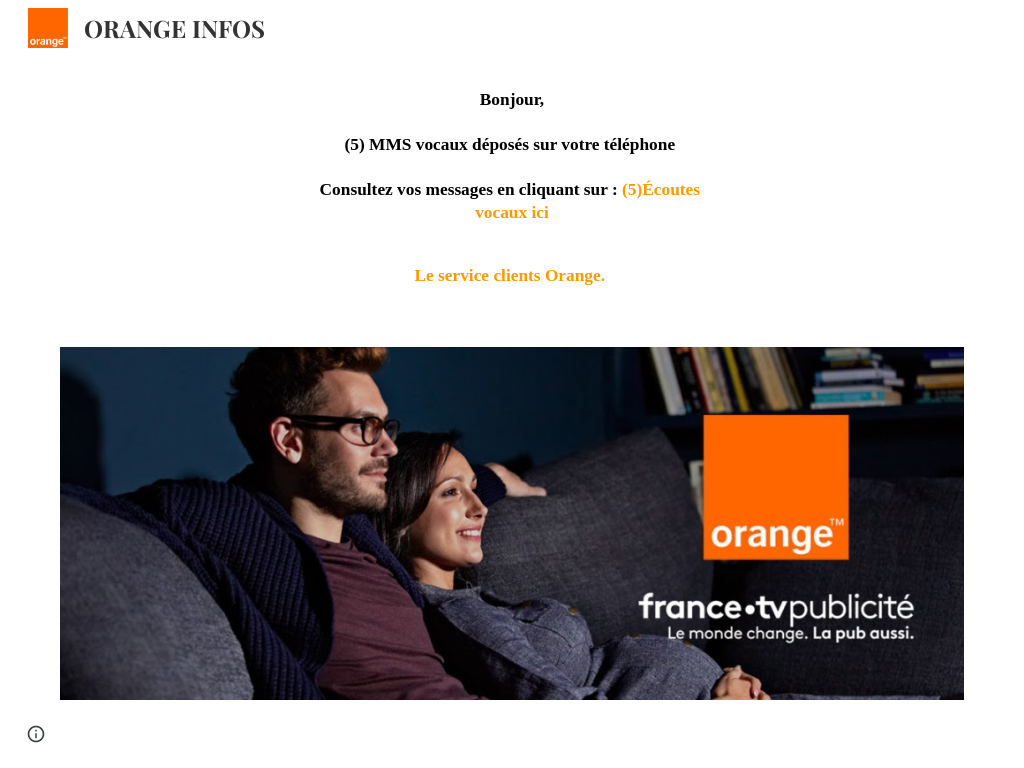 orange™
ORANGE INFOS
Bonjour,
(5) MMS vocaux déposés sur votre téléphone
Consultez vos messages en cliquant sur : (5)Écoutes
vocaux ici
Le service clients Orange.
orange™
france•tvpublicité
Le monde change. La pub aussi.